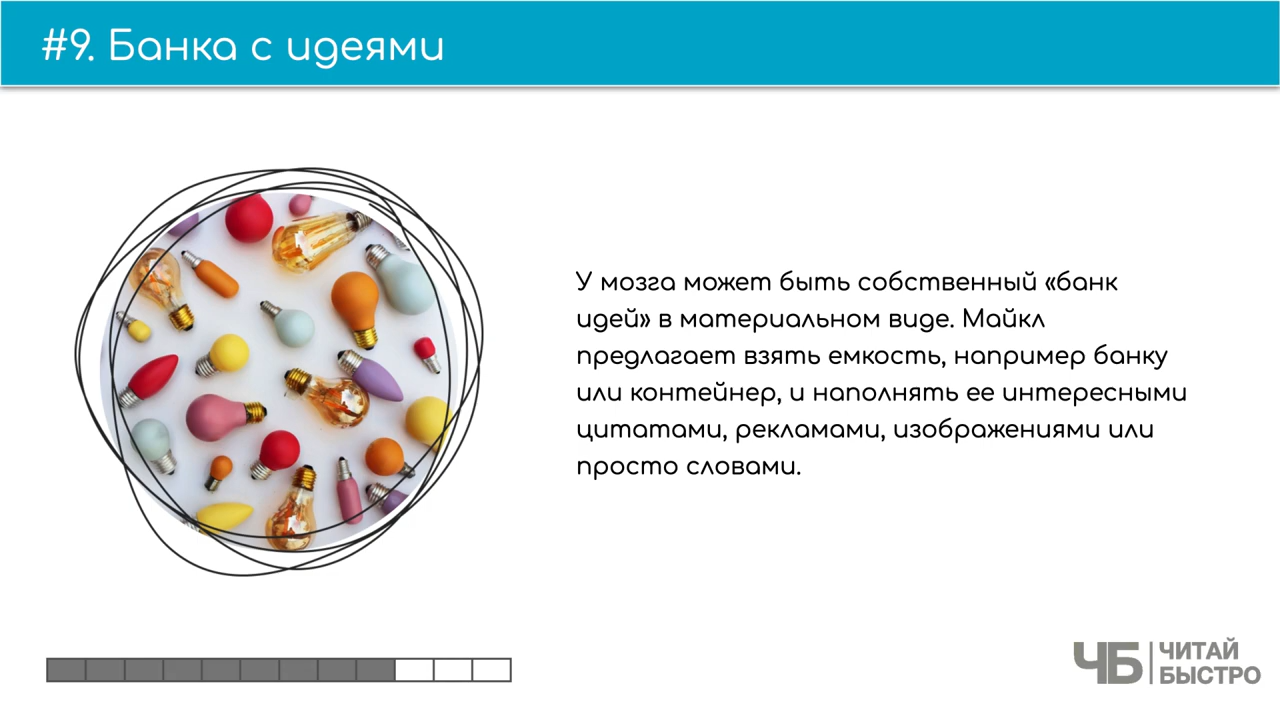 #9. Банка с идеями
У мозга может быть собственный «банк
идей» в материальном виде. Майкл
предлагает взять емкость, например банку
или контейнер, и наполнять ее интересными
цитатами, рекламами, изображениями или
просто словами.
ЧБ
ЧИТАЙ
БЫСТРО